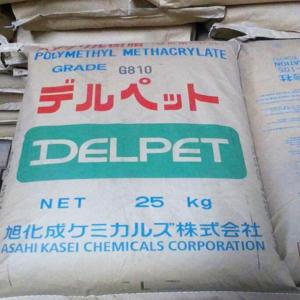 POLYMETHYL METHACRYLATE
GRADE G810
デルペット
DELPET
NET 25 kg
旭化成ケミカルズ株式会社
ASAHI KASEI CHEMICALS CORPORATION